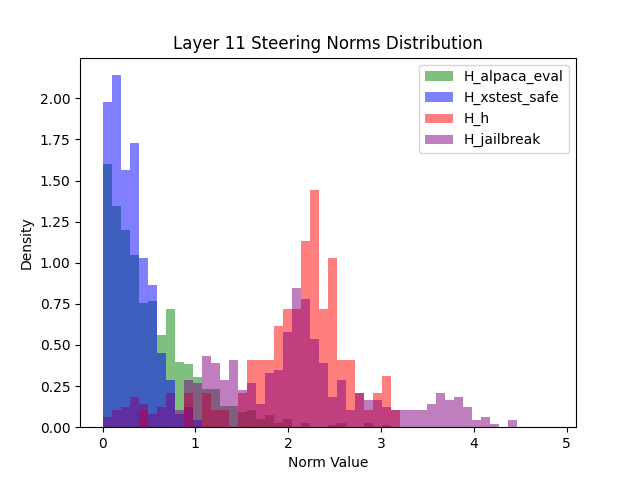 Layer 11 Steering Norms Distribution
H_alpaca_eval
H_xstest_safe
H_h
H_jailbreak
Density
2.00
1.75
1.50
1.25
1.00
0.75
0.50
0.25
0.00
0 1 2 3 4 5
Norm Value